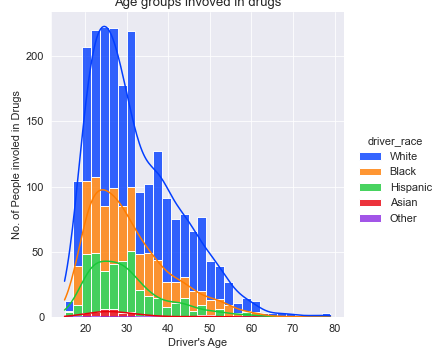 Age groups invoved in drugs
No. of People involed in Drugs
200
150
100
50
0
20 30 40 50 60 70 80
Driver's Age
driver_race
White
Black
Hispanic
Asian
Other